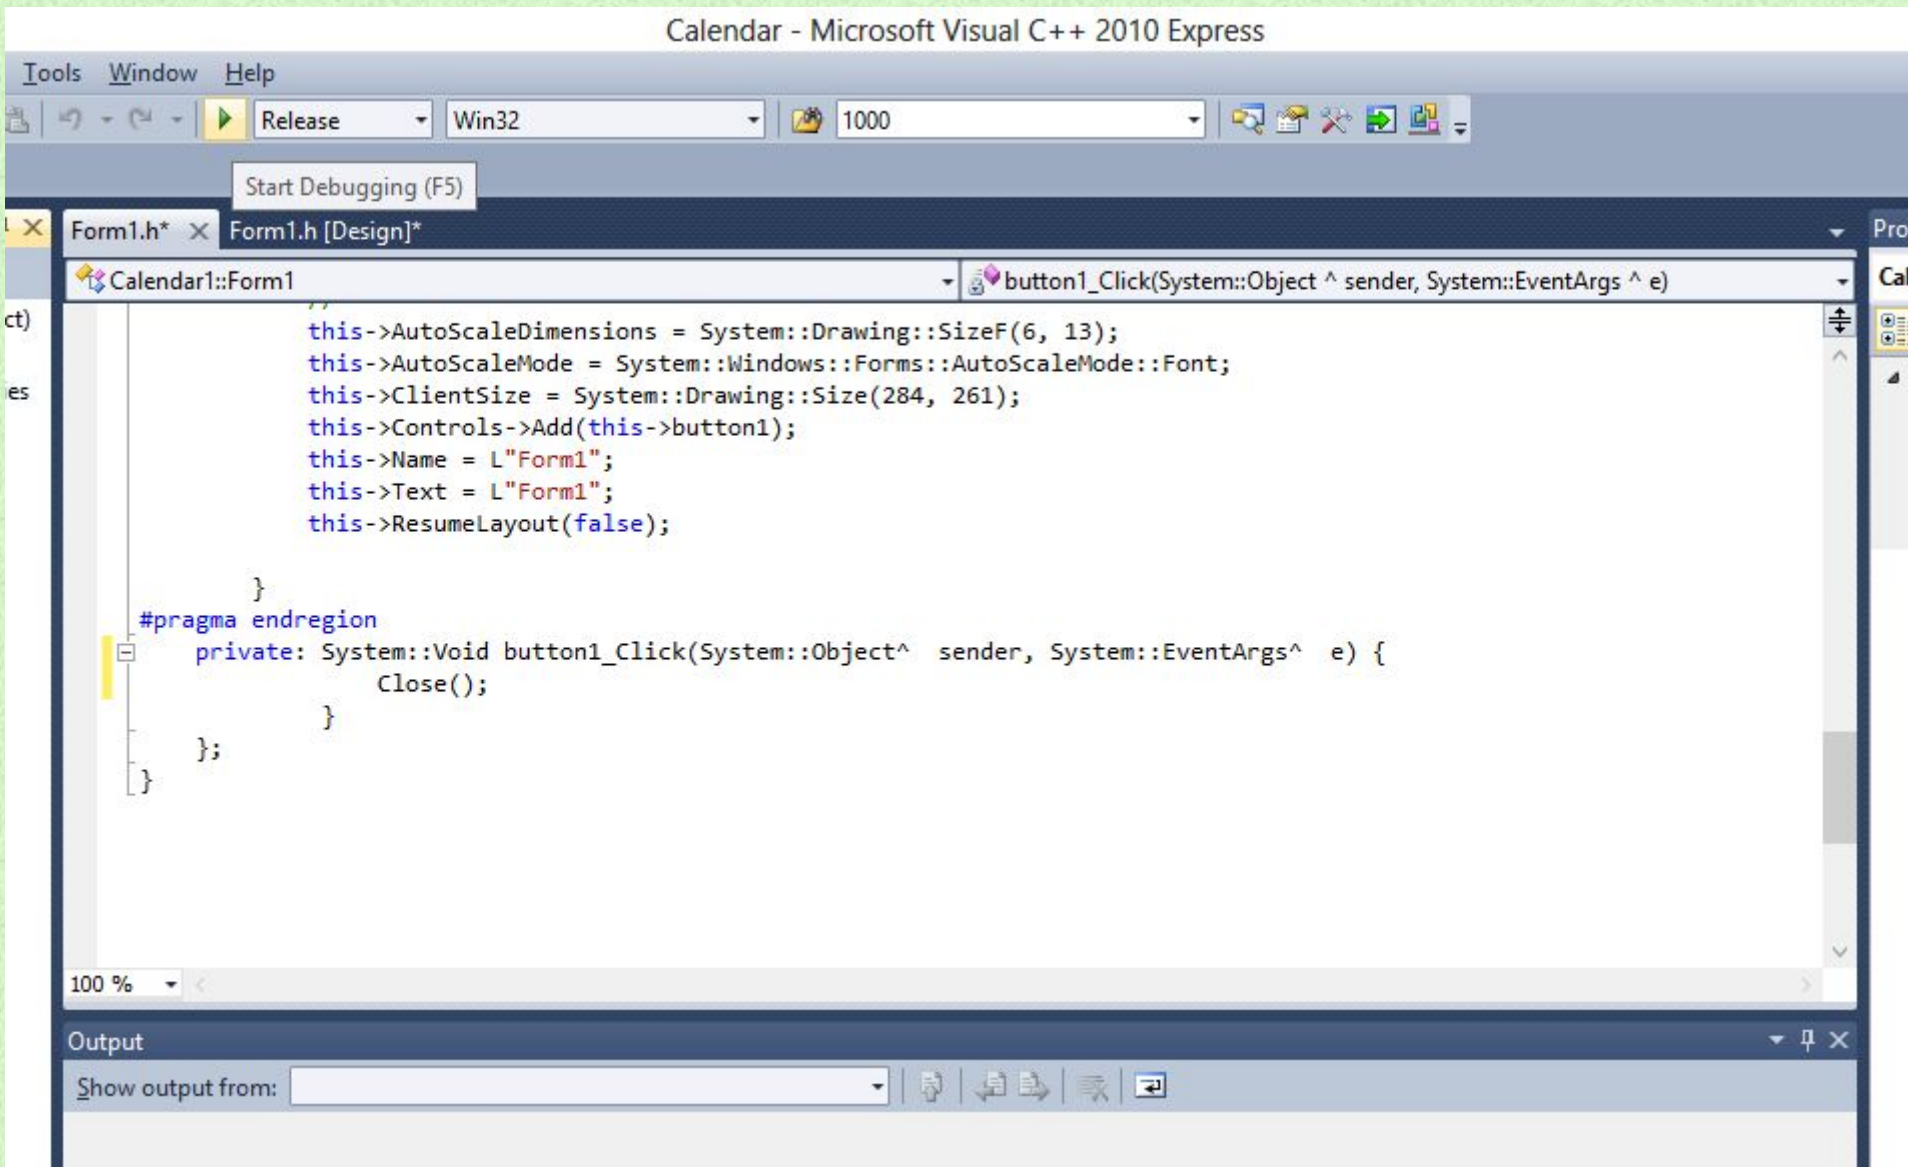 Calendar - Microsoft Visual C++ 2010 Express
Tools Window Help
Release Win32 1000
Start Debugging (F5)
Form1.h* Form1.h [Design]*
Pro
Calendar1::Form1 button1_Click(System::Object ^ sender, System::EventArgs ^ e)
Cal
ct)
//
this->AutoScaleDimensions = System::Drawing::SizeF(6, 13);
this->AutoScaleMode = System::Windows::Forms::AutoScaleMode::Font;
ies
this->ClientSize = System::Drawing::Size(284, 261);
this->Controls->Add(this->button1);
this->Name = L"Form1";
this->Text = L"Form1";
this->ResumeLayout(false);
}
#pragma endregion
private: System::Void button1_Click(System::Object^  sender, System::EventArgs^  e) {
Close();
}
};
}
100 %
Output
Show output from: